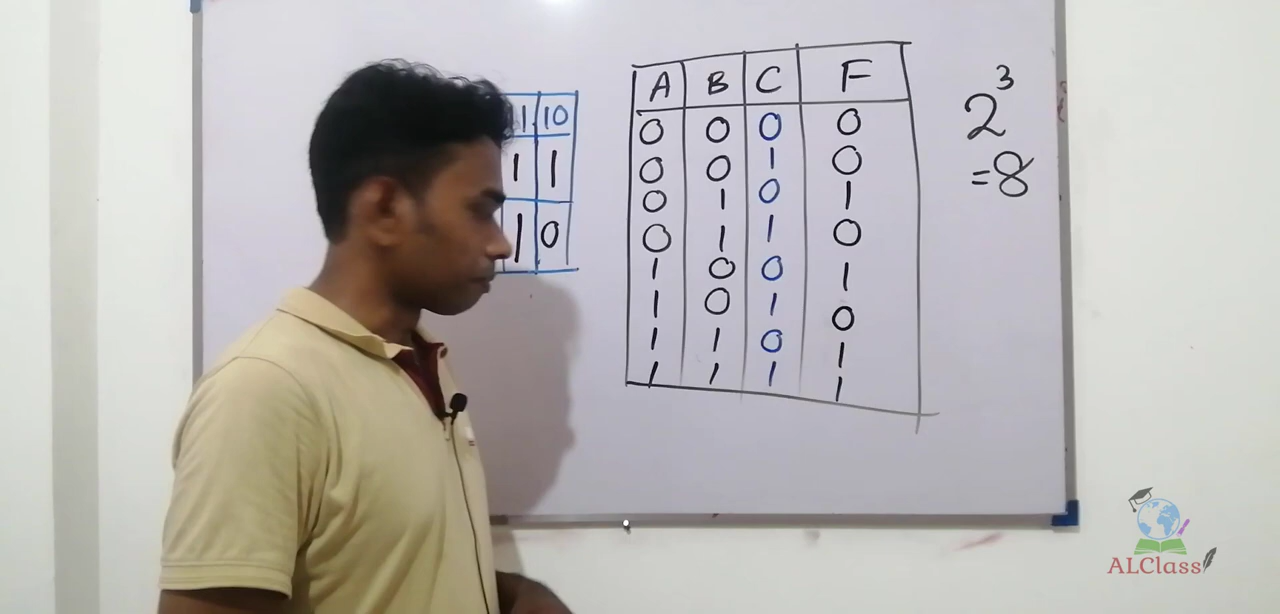 1 10
1 1
1 0
A B C F
0 0 0 0
0 0 1 0
0 1 0 1
0 1 1 0
1 0 0 1
1 0 1 0
1 1 0 1
1 1 1 1
2³
=8
ALClass